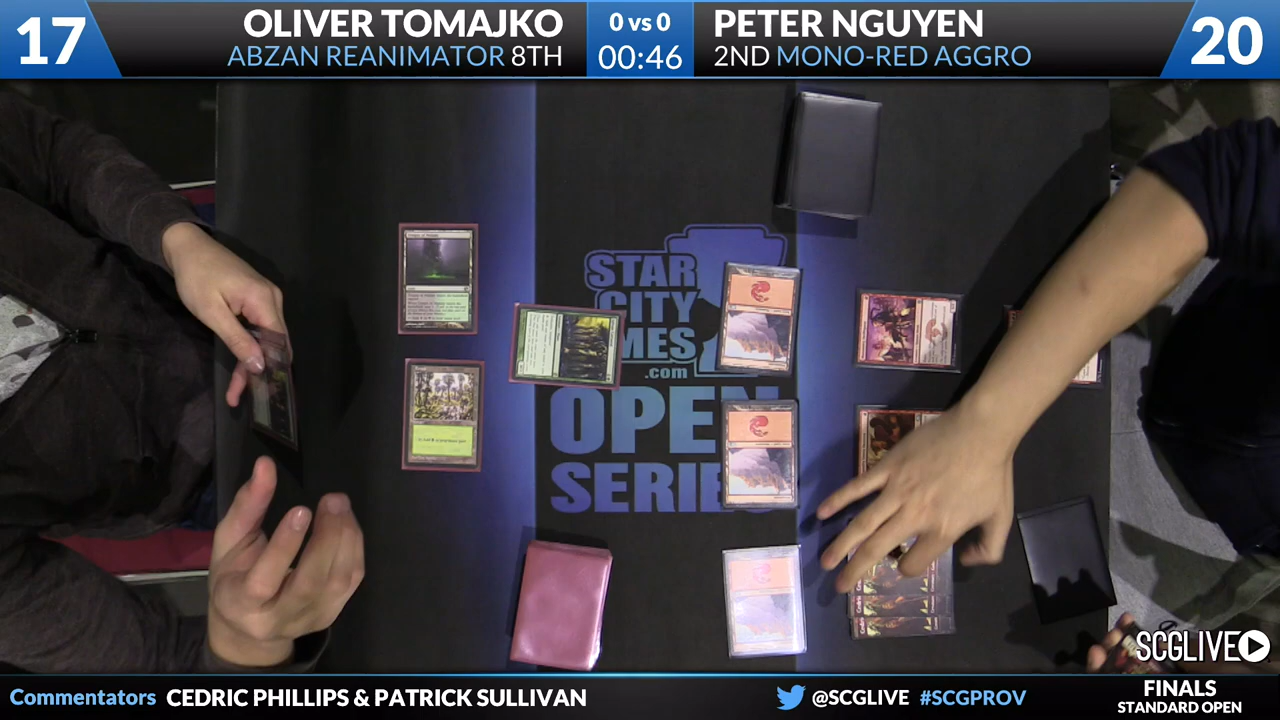 17
OLIVER TOMAJKO
ABZAN REANIMATOR 8TH
0 vs 0
00:46
PETER NGUYEN
2ND MONO-RED AGGRO
20
STAR
CITY
GAMES
.com
OPEN
SERIES
SCGLIVE
Commentators CEDRIC PHILLIPS & PATRICK SULLIVAN
@SCGLIVE #SCGPROV
FINALS
STANDARD OPEN